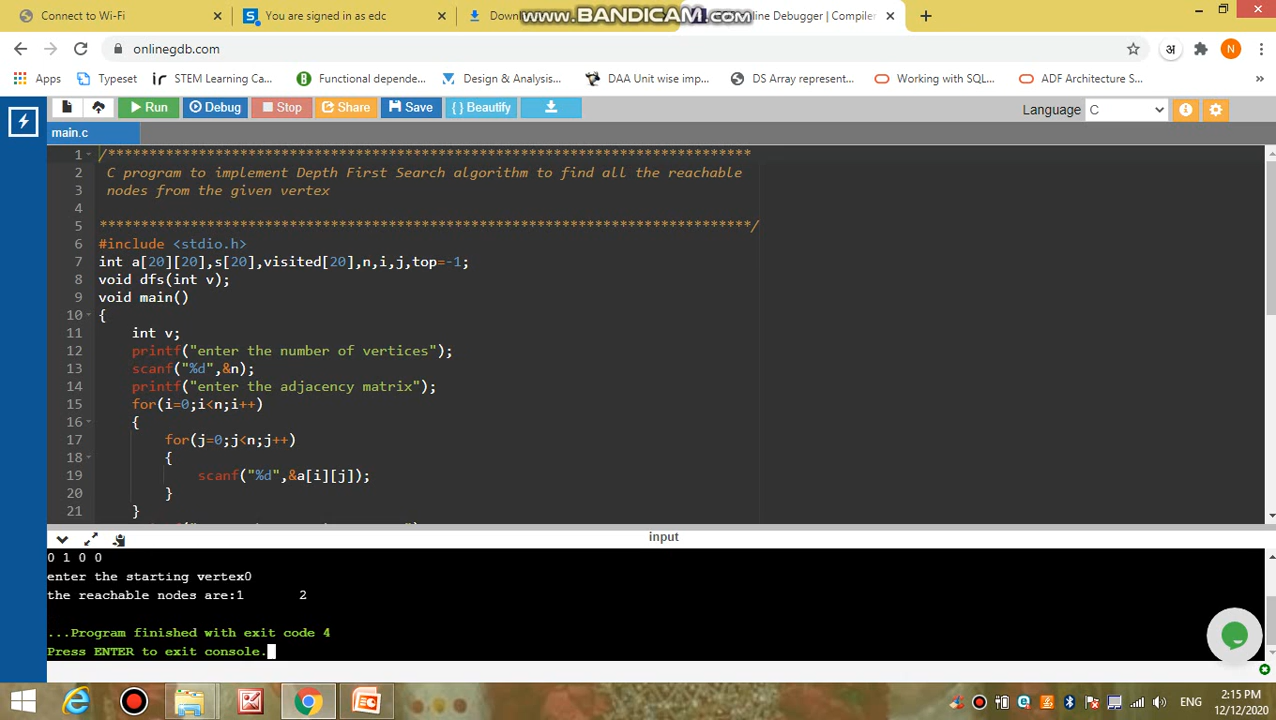 Connect to Wi-Fi
You are signed in as edc
Downl
www.BANDICAM.com
line Debugger | Compiler
onlinegdb.com
N
Apps
Typeset
STEM Learning Ca...
Functional depende...
Design & Analysis...
DAA Unit wise imp...
DS Array represent...
Working with SQL...
ADF Architecture S...
»
Run
Debug
Stop
Share
Save
{ } Beautify
Language
C
main.c
1 /******************************************************************************
2 C program to implement Depth First Search algorithm to find all the reachable
3 nodes from the given vertex
4
5 *******************************************************************************/
6 #include <stdio.h>
7 int a[20][20],s[20],visited[20],n,i,j,top=-1;
8 void dfs(int v);
9 void main()
10 {
11 int v;
12 printf("enter the number of vertices");
13 scanf("%d",&n);
14 printf("enter the adjacency matrix");
15 for(i=0;i<n;i++)
16 {
17 for(j=0;j<n;j++)
18 {
19 scanf("%d",&a[i][j]);
20 }
21 }
input
0 1 0 0
enter the starting vertex0
the reachable nodes are:1 2
...Program finished with exit code 4
Press ENTER to exit console.
ENG
2:15 PM
12/12/2020